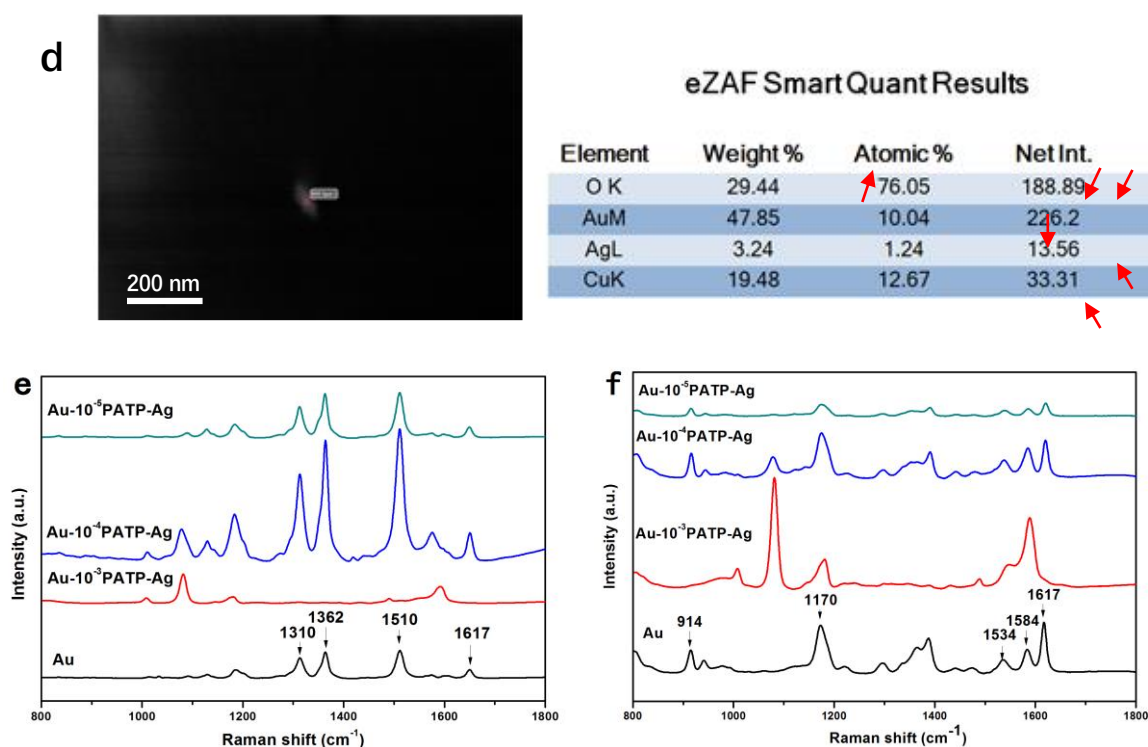 d
200 nm
eZAF Smart Quant Results
Element Weight % Atomic % Net Int.
O K 29.44 76.05 188.89
AuM 47.85 10.04 226.2
AgL 3.24 1.24 13.56
CuK 19.48 12.67 33.31
e
Au-10⁻⁵PATP-Ag
Au-10⁻⁴PATP-Ag
Au-10⁻³PATP-Ag
Au
1310
1362
1510
1617
Intensity (a.u.)
800 1000 1200 1400 1600 1800
Raman shift (cm⁻¹)
f
Au-10⁻⁵PATP-Ag
Au-10⁻⁴PATP-Ag
Au-10⁻³PATP-Ag
Au
914
1170
1534
1584
1617
Intensity (a.u.)
800 1000 1200 1400 1600 1800
Raman shift (cm⁻¹)